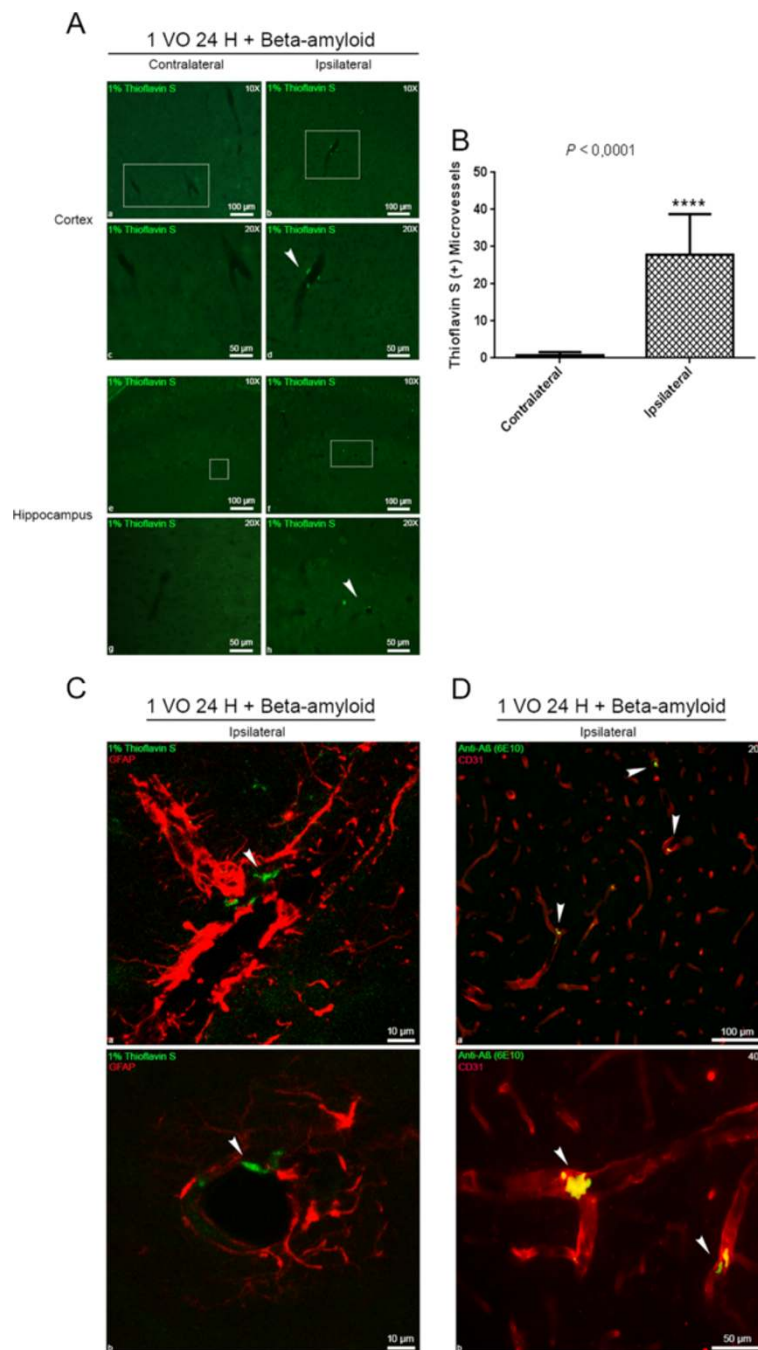 A
1 VO 24 H + Beta-amyloid
Contralateral
Ipsilateral
1% Thioflavin S
10X
100 µm
a
1% Thioflavin S
10X
100 µm
b
Cortex
1% Thioflavin S
20X
50 µm
c
1% Thioflavin S
20X
50 µm
d
1% Thioflavin S
10X
100 µm
e
1% Thioflavin S
10X
100 µm
f
Hippocampus
1% Thioflavin S
20X
50 µm
g
1% Thioflavin S
20X
50 µm
h
B
P < 0,0001
Thioflavin S (+) Microvessels
50
40
30
20
10
0
****
Contralateral
Ipsilateral
C
1 VO 24 H + Beta-amyloid
Ipsilateral
1% Thioflavin S
GFAP
10 µm
a
1% Thioflavin S
GFAP
10 µm
b
D
1 VO 24 H + Beta-amyloid
Ipsilateral
Anti-Aß (6E10)
20
CD31
100 µm
a
Anti-Aß (6E10)
40
CD31
50 µm
b